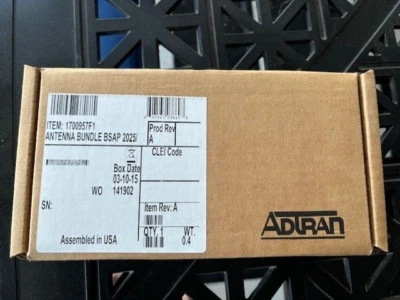 ITEM: 1700957F1
ANTENNA BUNDLE BSAP 2025/
Prod Rev
A
CLEI Code
Box Date
03-10-15
WO 141902
SN:
Item Rev: A
QTY. 1
WT.
0.4
Assembled in USA
ADTRAN